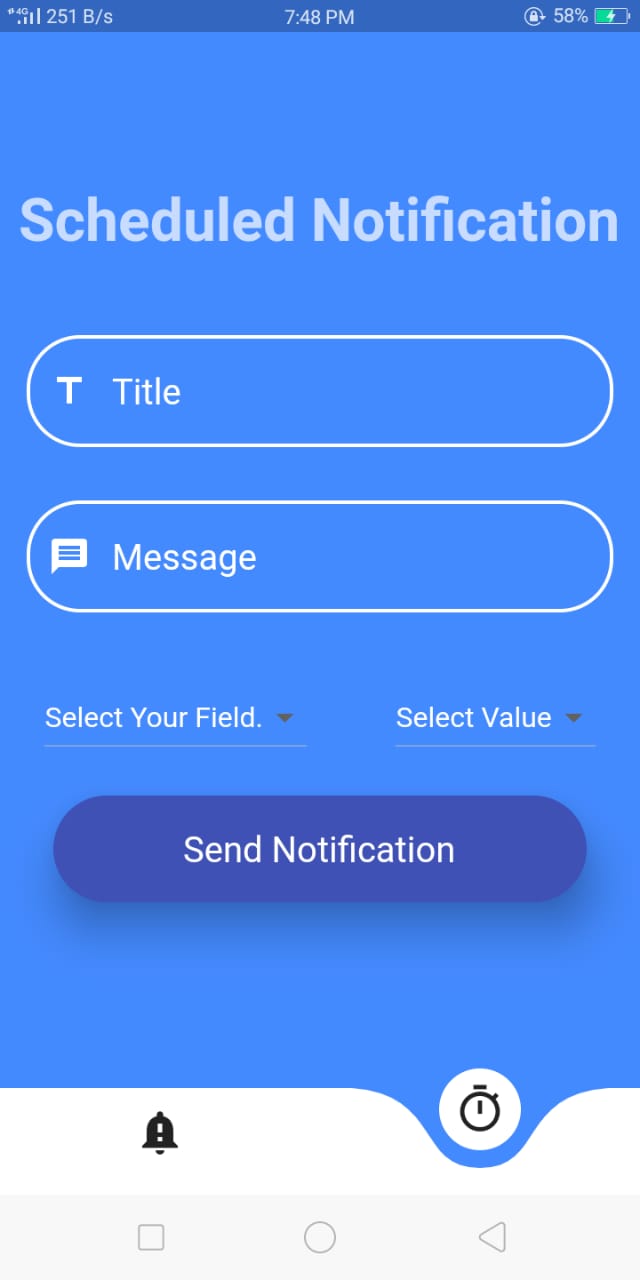 4G 251 B/s 7:48 PM 58%
Scheduled Notification
Title
Message
Select Your Field. Select Value
Send Notification